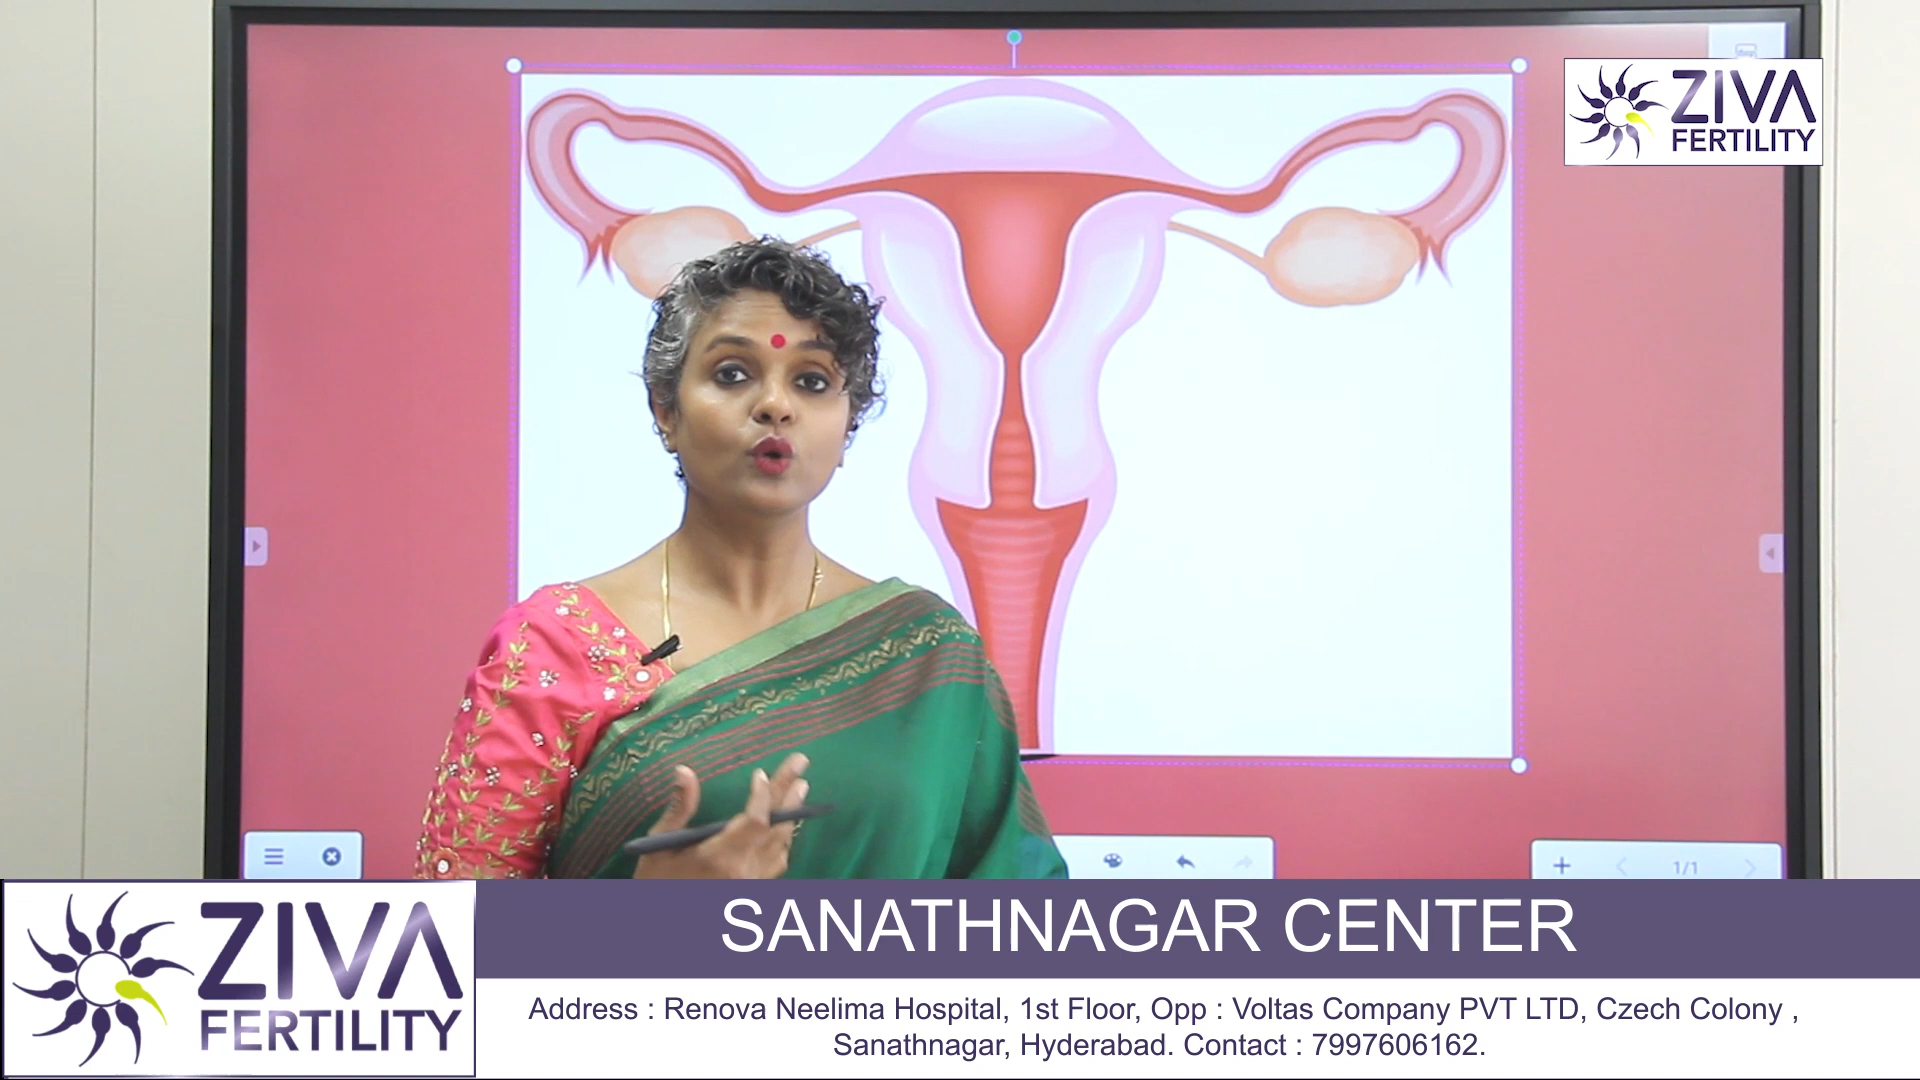 ZIVA
FERTILITY
1/1
ZIVA
FERTILITY
SANATHNAGAR CENTER
Address : Renova Neelima Hospital, 1st Floor, Opp : Voltas Company PVT LTD, Czech Colony ,
Sanathnagar, Hyderabad. Contact : 7997606162.